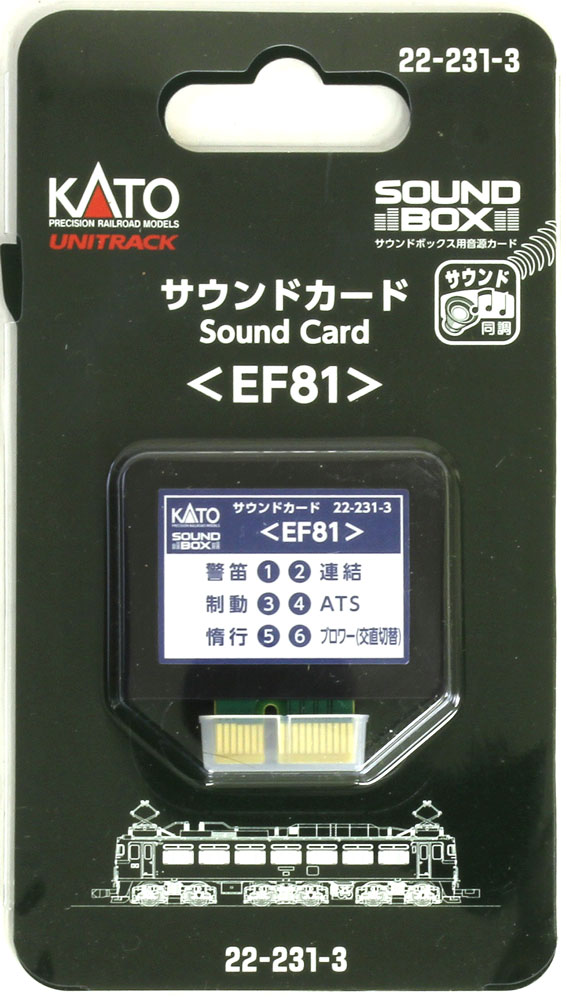 22-231-3
KATO
PRECISION RAILROAD MODELS
UNITRACK
SOUND
BOX
サウンドボックス用音源カード
サウンド
同調
サウンドカード
Sound Card
<EF81>
KATO
PRECISION RAILROAD MODELS
サウンドカード 22-231-3
SOUND
BOX
<EF81>
警笛 1 2 連結
制動 3 4 ATS
惰行 5 6 ブロワー(交直切替)
22-231-3